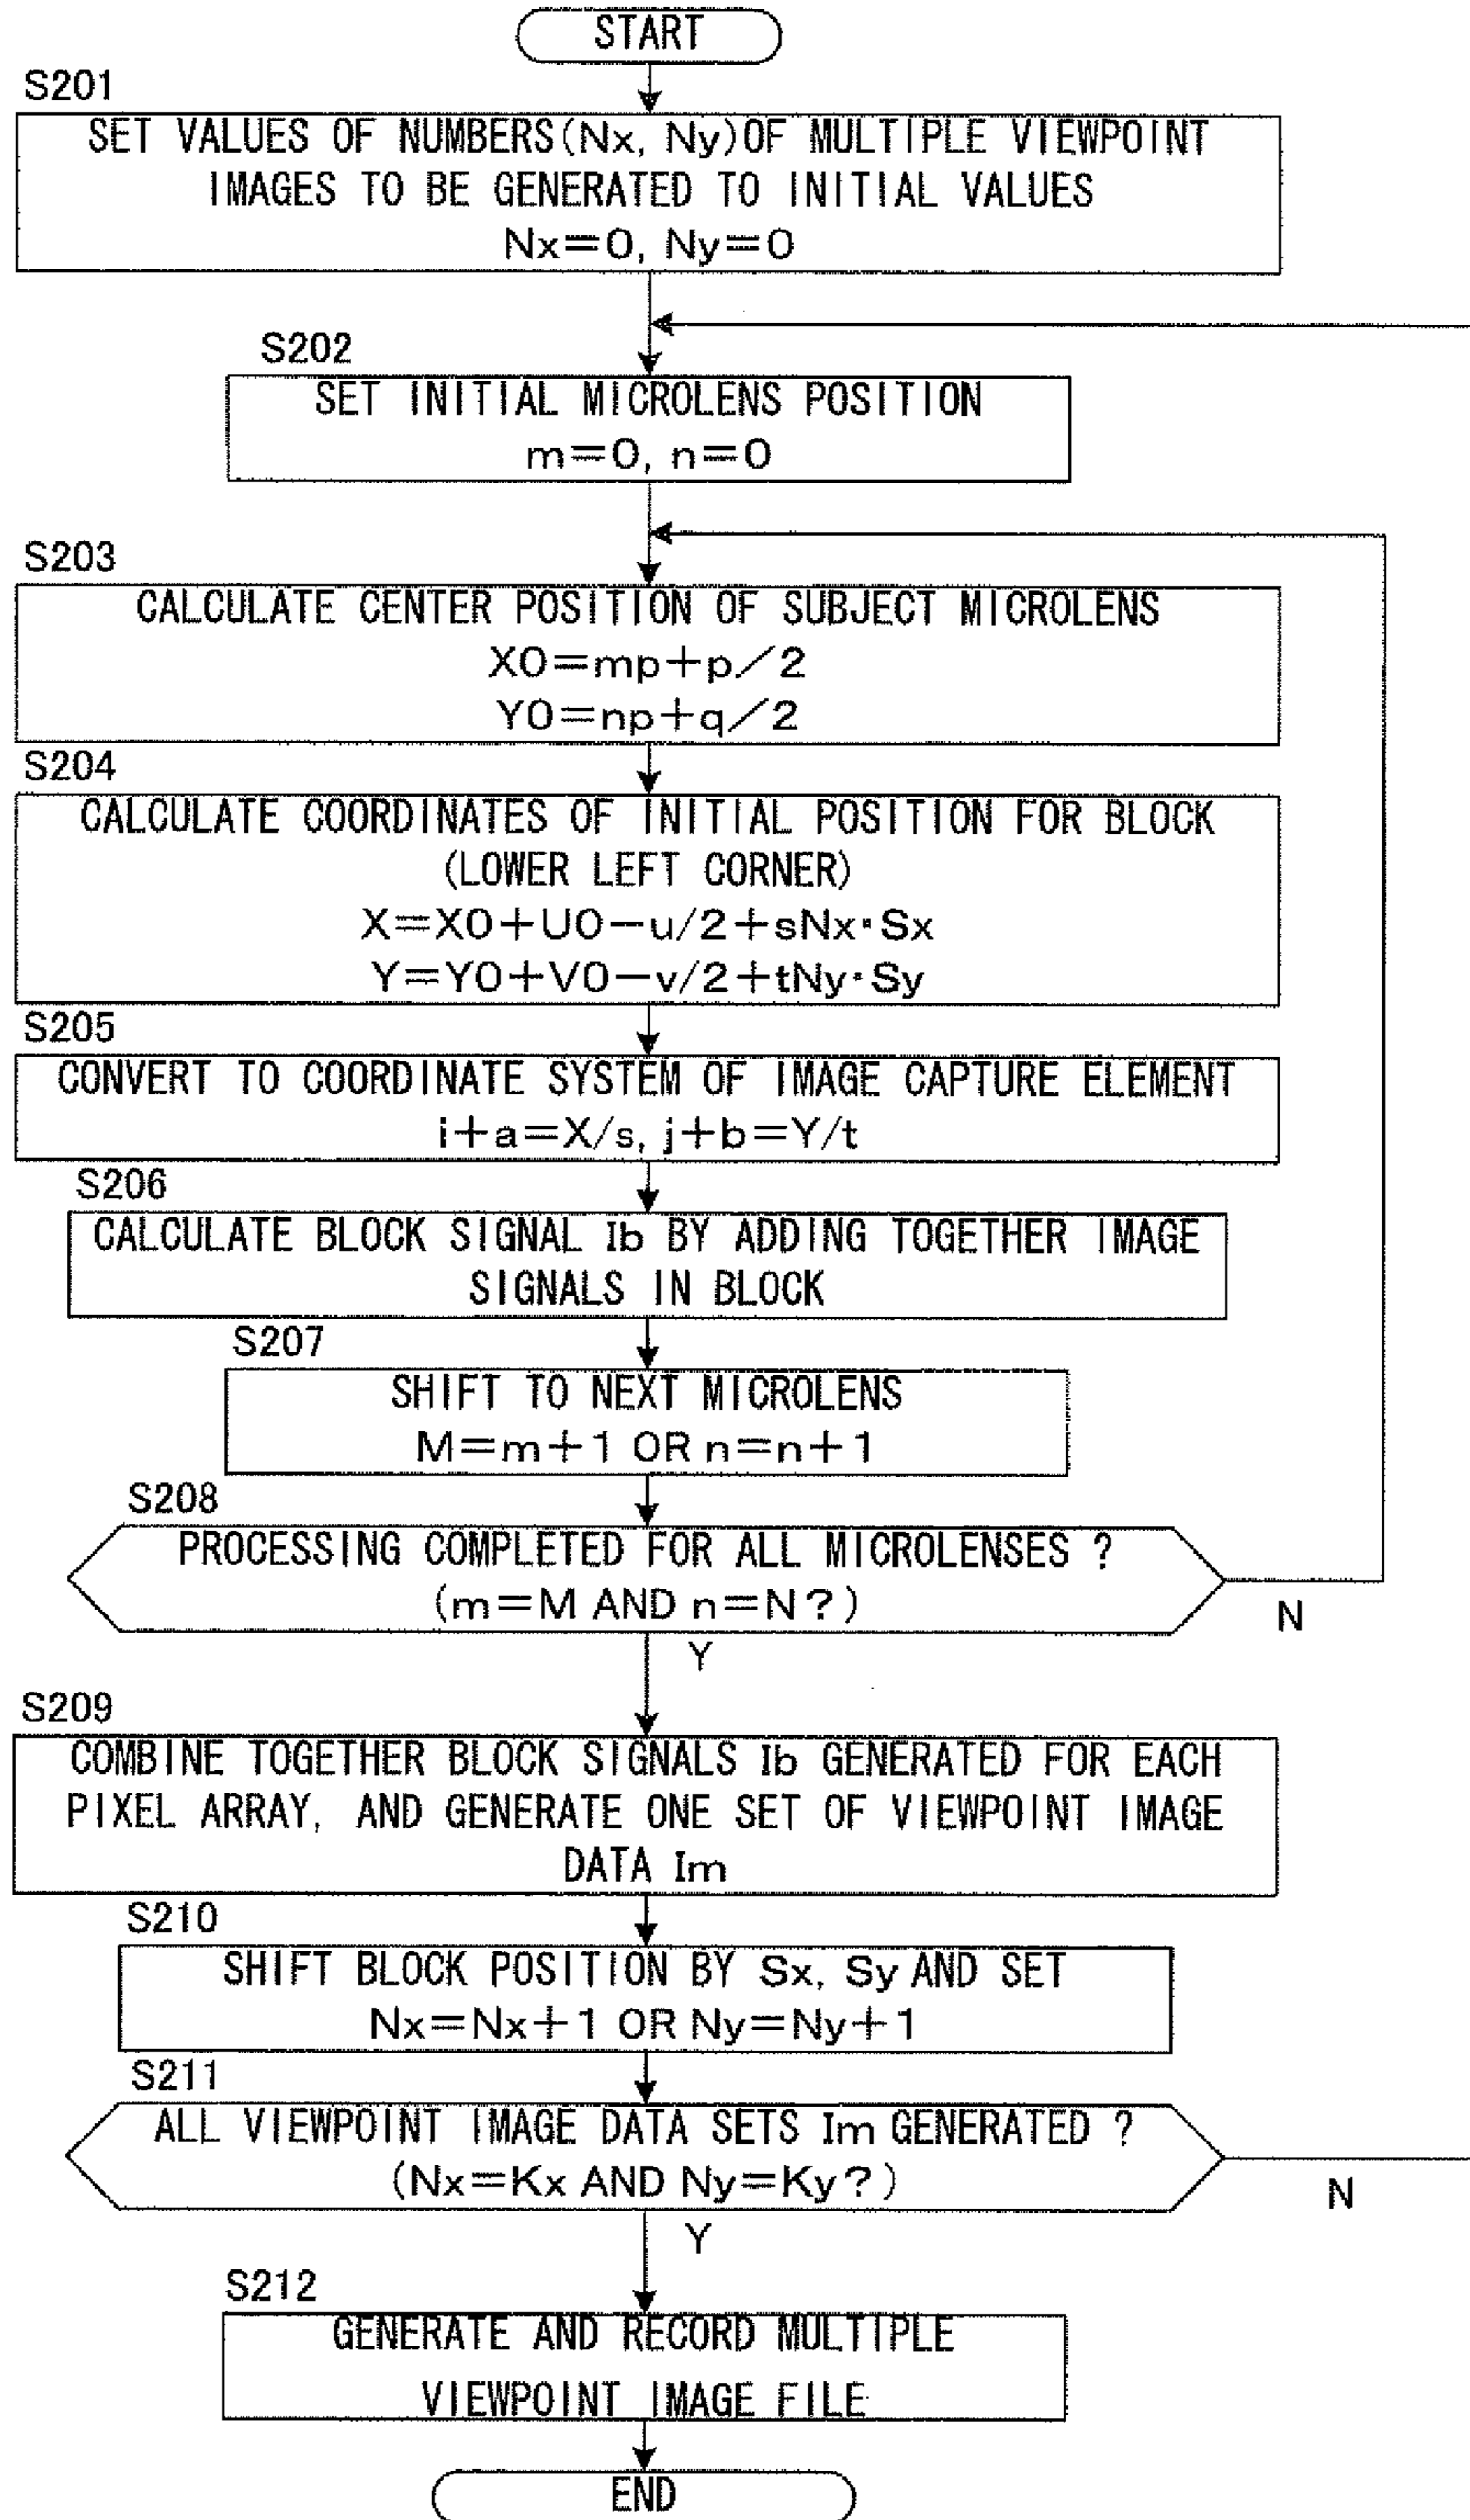 START
S201
SET VALUES OF NUMBERS(Nx, Ny)OF MULTIPLE VIEWPOINT
IMAGES TO BE GENERATED TO INITIAL VALUES
Nx=0, Ny=0
S202
SET INITIAL MICROLENS POSITION
m=0, n=0
S203
CALCULATE CENTER POSITION OF SUBJECT MICROLENS
X0=mp+p/2
Y0=np+q/2
S204
CALCULATE COORDINATES OF INITIAL POSITION FOR BLOCK
(LOWER LEFT CORNER)
X=X0+U0-u/2+sNx·Sx
Y=Y0+V0-v/2+tNy·Sy
S205
CONVERT TO COORDINATE SYSTEM OF IMAGE CAPTURE ELEMENT
i+a=X/s, j+b=Y/t
S206
CALCULATE BLOCK SIGNAL Ib BY ADDING TOGETHER IMAGE
SIGNALS IN BLOCK
S207
SHIFT TO NEXT MICROLENS
M=m+1 OR n=n+1
S208
PROCESSING COMPLETED FOR ALL MICROLENSES ?
(m=M AND n=N?)
N
Y
S209
COMBINE TOGETHER BLOCK SIGNALS Ib GENERATED FOR EACH
PIXEL ARRAY, AND GENERATE ONE SET OF VIEWPOINT IMAGE
DATA Im
S210
SHIFT BLOCK POSITION BY Sx, Sy AND SET
Nx=Nx+1 OR Ny=Ny+1
S211
ALL VIEWPOINT IMAGE DATA SETS Im GENERATED ?
(Nx=Kx AND Ny=Ky?)
N
Y
S212
GENERATE AND RECORD MULTIPLE
VIEWPOINT IMAGE FILE
END